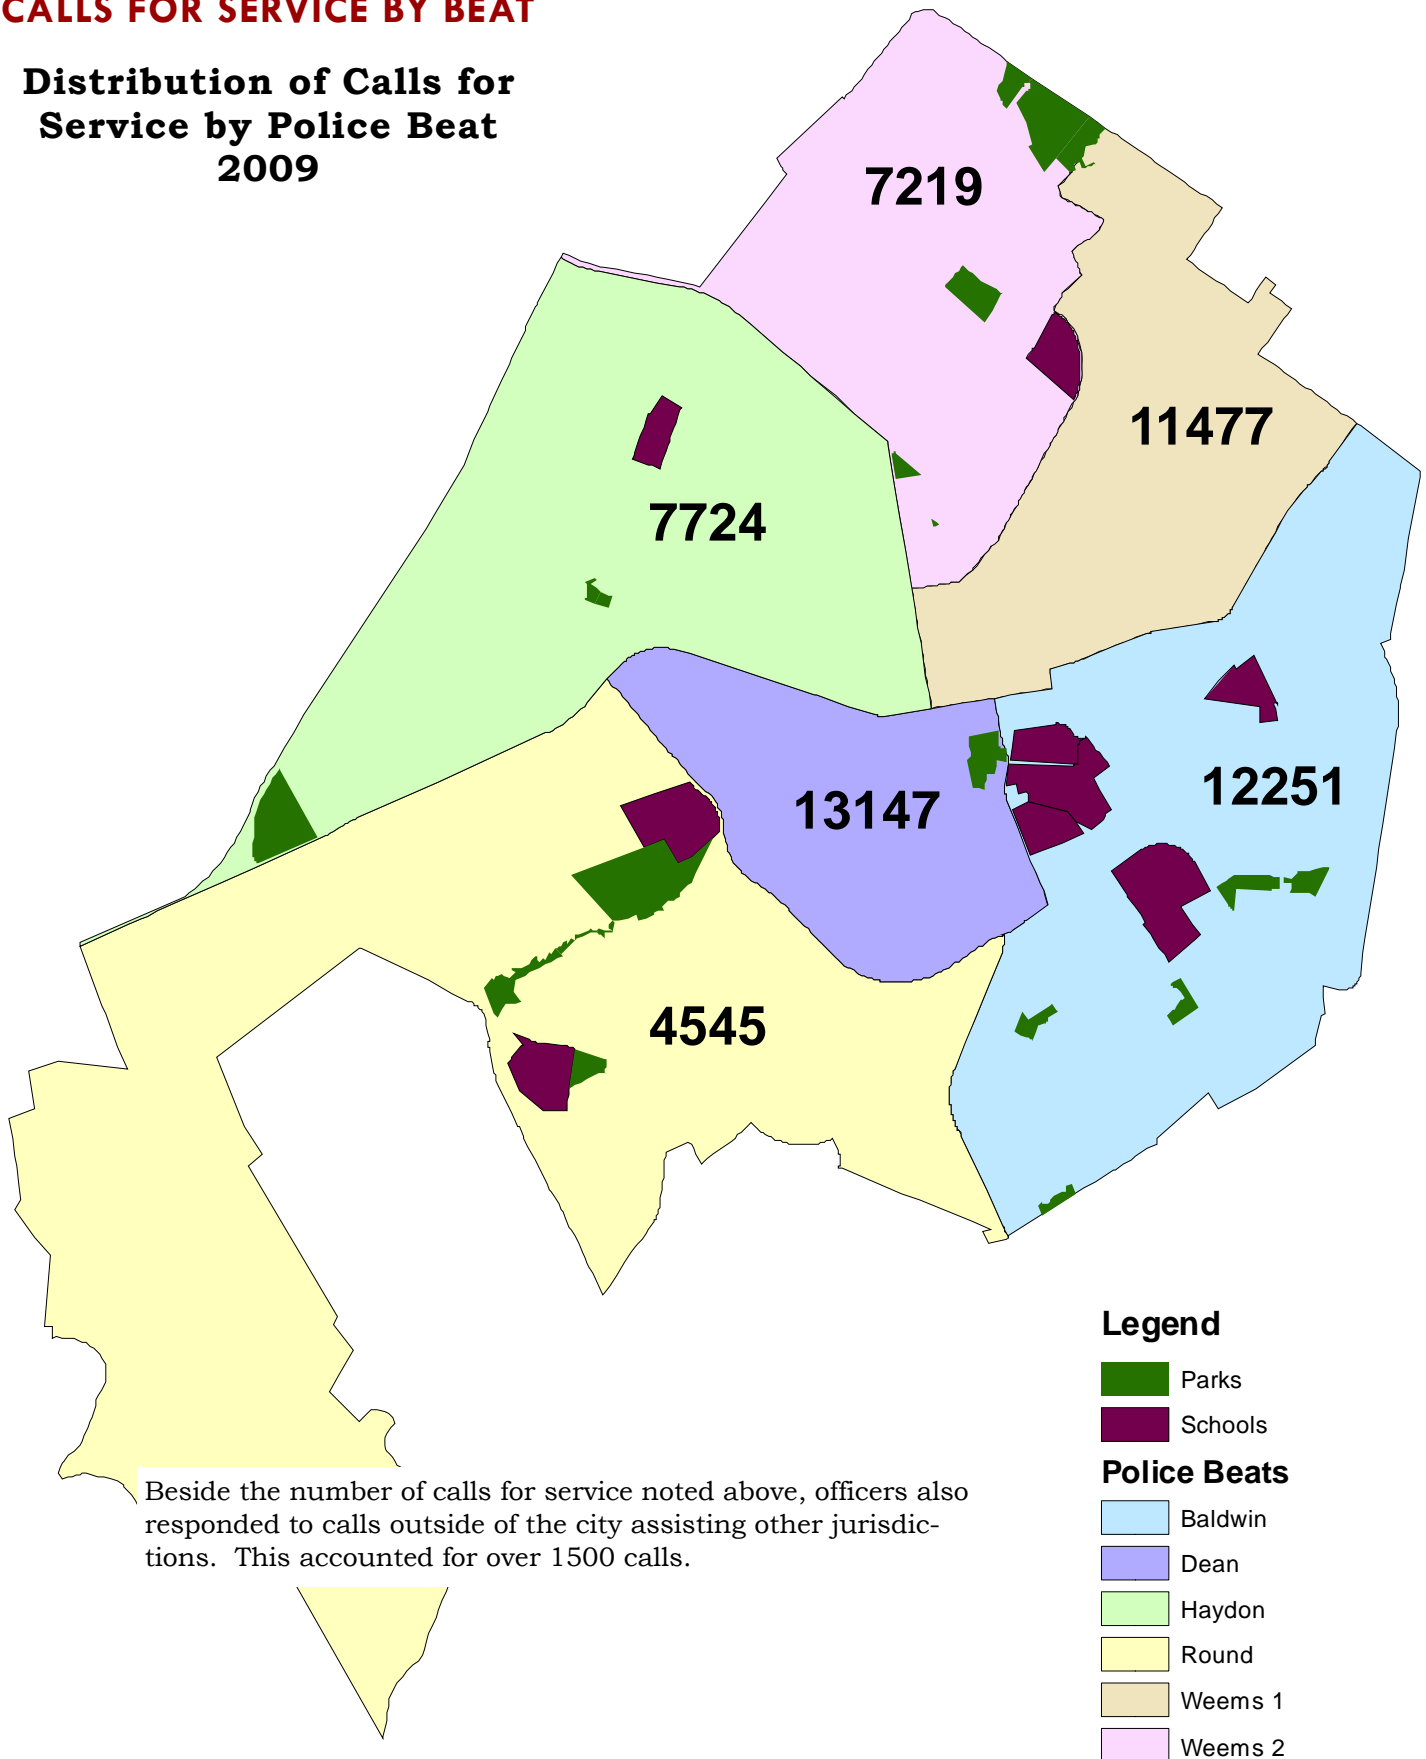 CALLS FOR SERVICE BY BEAT
Distribution of Calls for
Service by Police Beat
2009
7219
11477
7724
12251
13147
4545
Beside the number of calls for service noted above, officers also
responded to calls outside of the city assisting other jurisdic-
tions.  This accounted for over 1500 calls.
Legend
Parks
Schools
Police Beats
Baldwin
Dean
Haydon
Round
Weems 1
Weems 2